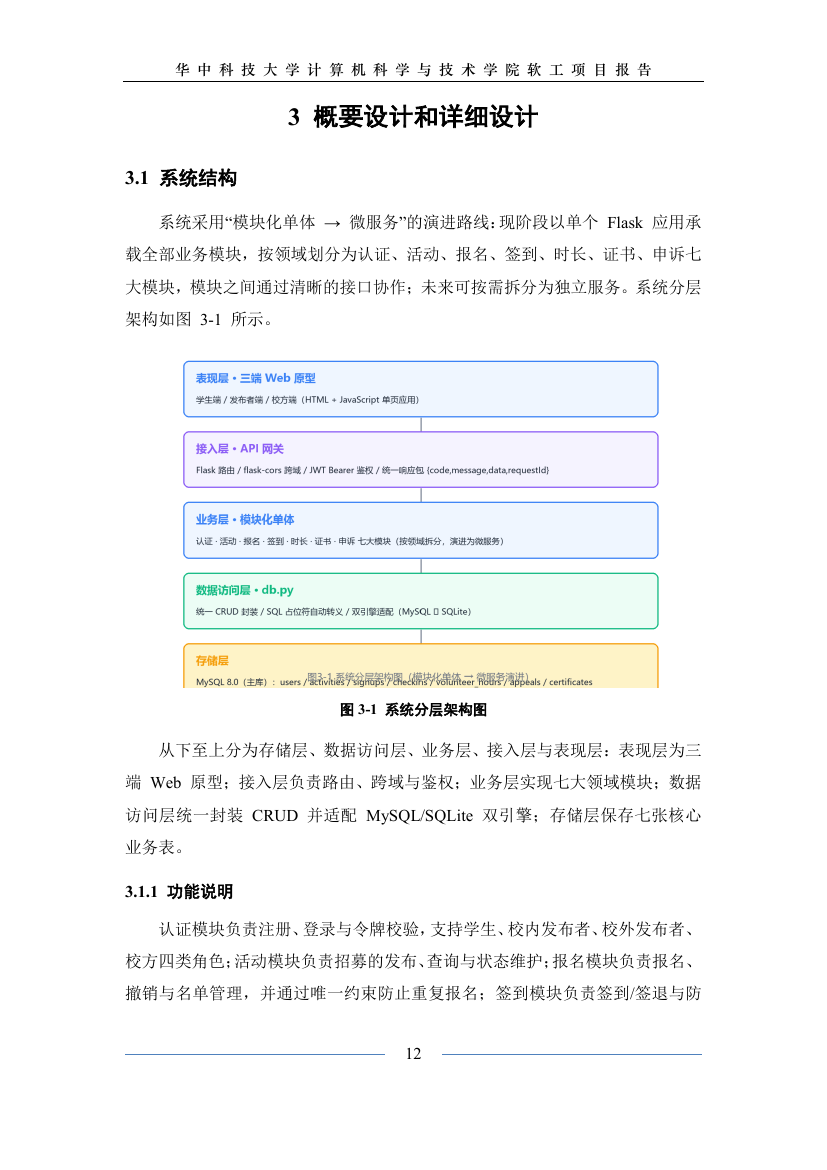 华中科技大学计算机科学与技术学院软工项目报告
3 概要设计和详细设计
3.1 系统结构
系统采用“模块化单体 → 微服务”的演进路线：现阶段以单个 Flask 应用承
载全部业务模块，按领域划分为认证、活动、报名、签到、时长、证书、申诉七
大模块，模块之间通过清晰的接口协作；未来可按需拆分为独立服务。系统分层
架构如图 3-1 所示。
表现层·三端 Web 原型
学生端 / 发布者端 / 校方端（HTML + JavaScript 单页应用）
接入层·API 网关
Flask 路由 / flask-cors 跨域 / JWT Bearer 鉴权 / 统一响应包 {code,message,data,requestId}
业务层·模块化单体
认证 · 活动 · 报名 · 签到 · 时长 · 证书 · 申诉 七大模块（按领域拆分，演进为微服务）
数据访问层·db.py
统一 CRUD 封装 / SQL 占位符自动转义 / 双引擎适配（MySQL ▯ SQLite）
存储层
图3-1 系统分层架构图（模块化单体 → 微服务演进）
MySQL 8.0（主库）：users / activities / signups / checkins / volunteer_hours / appeals / certificates
图 3-1 系统分层架构图
从下至上分为存储层、数据访问层、业务层、接入层与表现层：表现层为三
端 Web 原型；接入层负责路由、跨域与鉴权；业务层实现七大领域模块；数据
访问层统一封装 CRUD 并适配 MySQL/SQLite 双引擎；存储层保存七张核心
业务表。
3.1.1 功能说明
认证模块负责注册、登录与令牌校验，支持学生、校内发布者、校外发布者、
校方四类角色；活动模块负责招募的发布、查询与状态维护；报名模块负责报名、
撤销与名单管理，并通过唯一约束防止重复报名；签到模块负责签到/签退与防
12